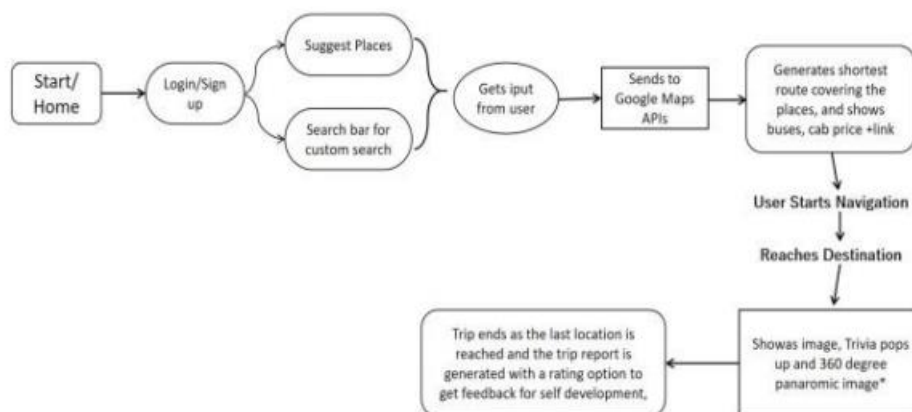 Start/
Home
Login/Sign
up
Suggest Places
Search bar for
custom search
Gets iput
from user
Sends to
Google Maps
APIs
Generates shortest
route covering the
places, and shows
buses, cab price +link
User Starts Navigation
Reaches Destination
Showas image, Trivia pops
up and 360 degree
panaromic image*
Trip ends as the last location is
reached and the trip report is
generated with a rating option to
get feedback for self development,